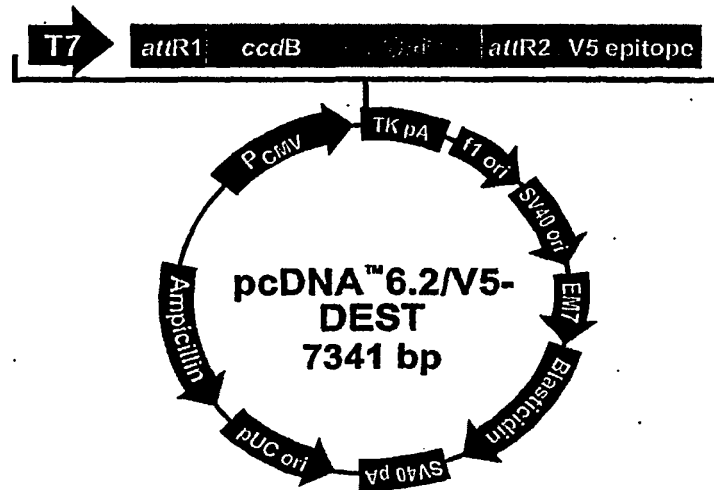 T7 attR1 ccdB attR2 V5 epitope
PCMV
TK pA
f1 ori
SV40 ori
EM7
Blasticidin
SV40 pA
pUC ori
Ampicillin
pcDNA™6.2/V5-
DEST
7341 bp